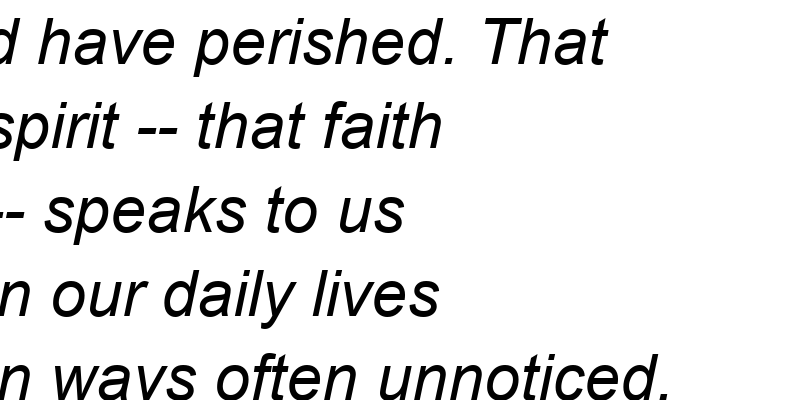 have perished. That
spirit -- that faith
-- speaks to us
our daily lives
ways often unnoticed.